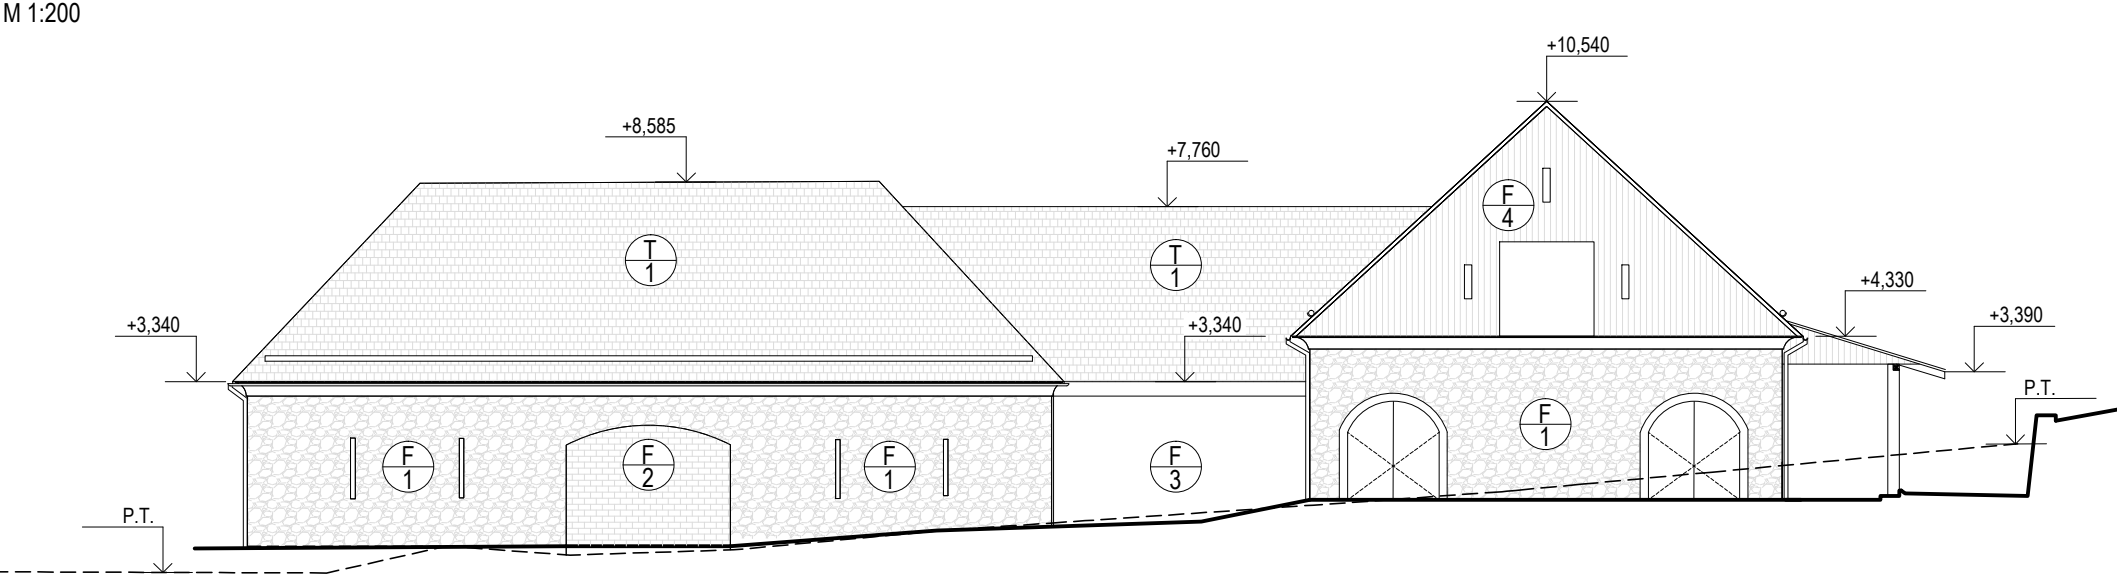 M 1:200
+10,540
+8,585
+7,760
F
4
T
1
T
1
+4,330
+3,340
+3,340
+3,390
P.T.
F
1
F
2
F
1
F
3
F
1
P.T.